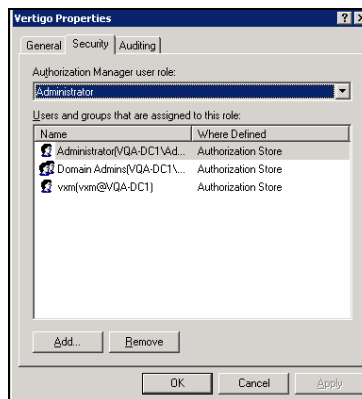 Vertigo Properties
General Security Auditing
Authorization Manager user role:
Administrator
Users and groups that are assigned to this role:
Name Where Defined
Administrator(VQA-DC1\Ad... Authorization Store
Domain Admins(VQA-DC1\... Authorization Store
vxm(vxm@VQA-DC1) Authorization Store
Add... Remove
OK Cancel Apply